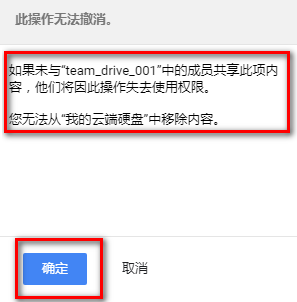 此操作无法撤消。
如果未与“team_drive_001”中的成员共享此项内
容，他们将因此操作失去使用权限。
您无法从“我的云端硬盘”中移除内容。
确定 取消